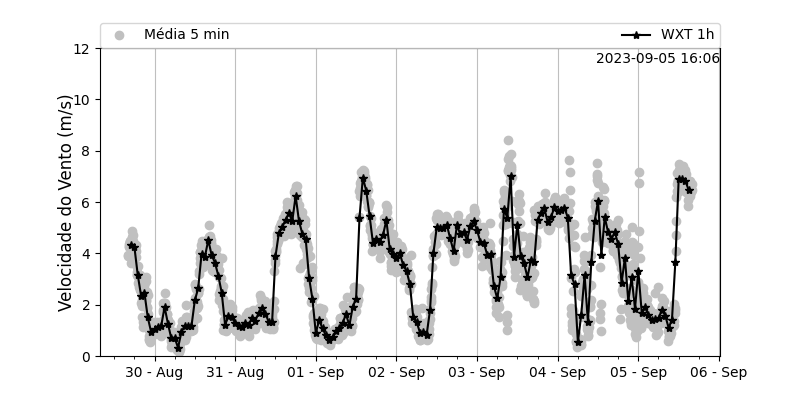 Média 5 min
WXT 1h
2023-09-05 16:06
Velocidade do Vento (m/s)
12
10
8
6
4
2
0
30 - Aug
31 - Aug
01 - Sep
02 - Sep
03 - Sep
04 - Sep
05 - Sep
06 - Sep